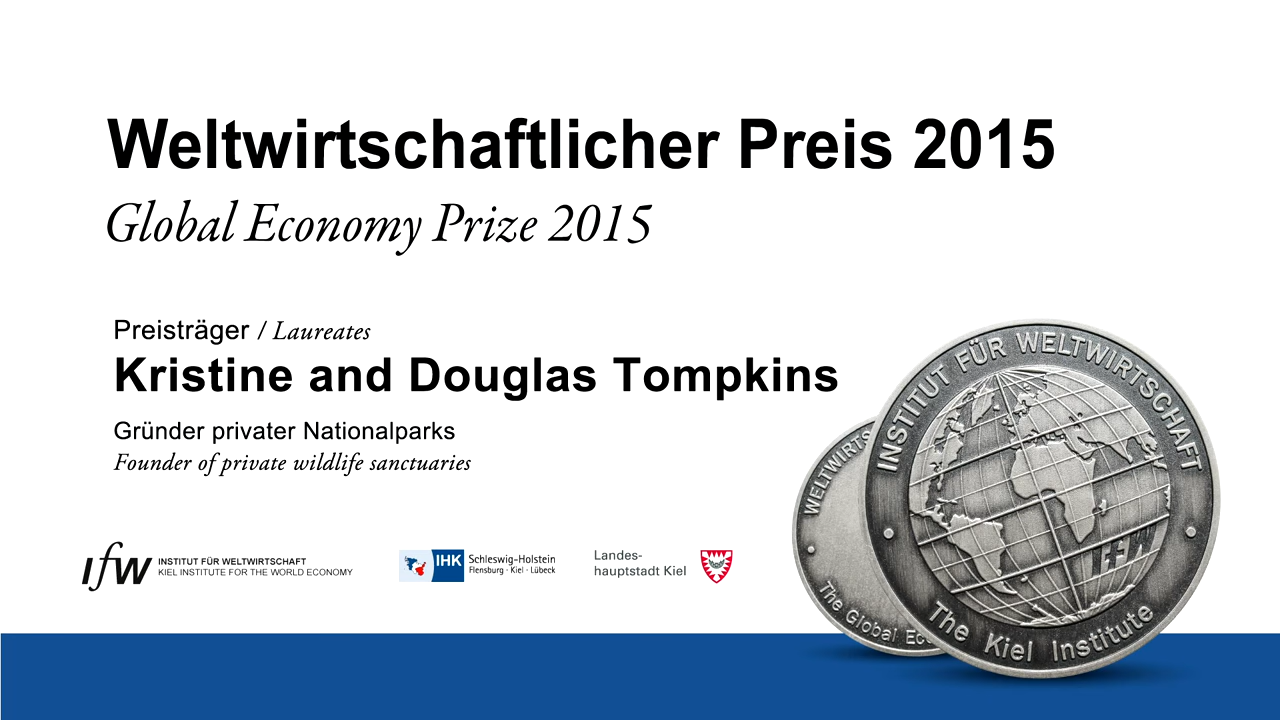 Weltwirtschaftlicher Preis 2015
Global Economy Prize 2015
Preisträger / Laureates
Kristine and Douglas Tompkins
Gründer privater Nationalparks
Founder of private wildlife sanctuaries
ifw INSTITUT FÜR WELTWIRTSCHAFT
KIEL INSTITUTE FOR THE WORLD ECONOMY
IHK Schleswig-Holstein
Flensburg · Kiel · Lübeck
Landes-
hauptstadt Kiel
INSTITUT FÜR WELTWIRTSCHAFT
IfW
The Kiel Institute
WELTWIRTS
The Global Ec